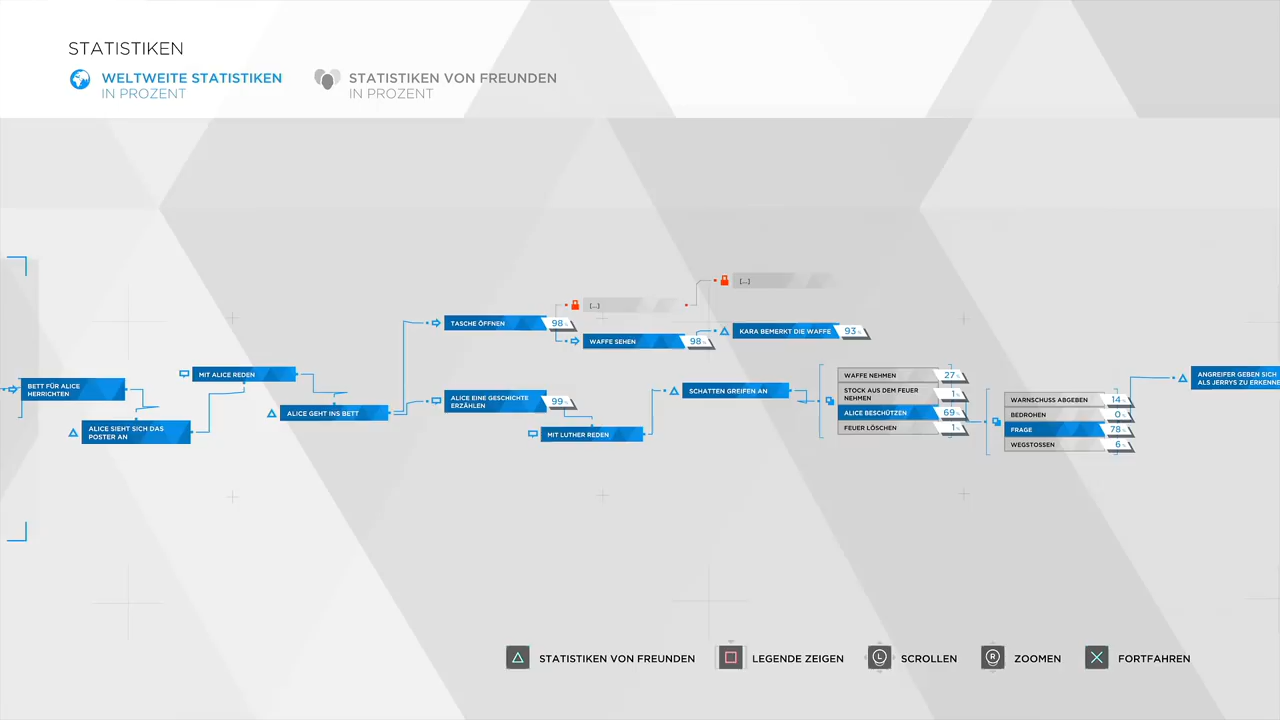 STATISTIKEN
WELTWEITE STATISTIKEN
IN PROZENT
STATISTIKEN VON FREUNDEN
IN PROZENT
BETT FÜR ALICE
HERRICHTEN
ALICE SIEHT SICH DAS
POSTER AN
MIT ALICE REDEN
ALICE GEHT INS BETT
TASCHE ÖFFNEN
98%
[...]
WAFFE SEHEN
98%
[...]
KARA BEMERKT DIE WAFFE
93%
ALICE EINE GESCHICHTE
ERZÄHLEN
99%
MIT LUTHER REDEN
SCHATTEN GREIFEN AN
WAFFE NEHMEN
27%
STOCK AUS DEM FEUER
NEHMEN
1%
ALICE BESCHÜTZEN
69%
FEUER LÖSCHEN
1%
WARNSCHUSS ABGEBEN
14%
BEDROHEN
0%
FRAGE
78%
WEGSTOSSEN
6%
ANGREIFER GEBEN SICH
ALS JERRYS ZU ERKENNE
STATISTIKEN VON FREUNDEN
LEGENDE ZEIGEN
L
SCROLLEN
R
ZOOMEN
FORTFAHREN